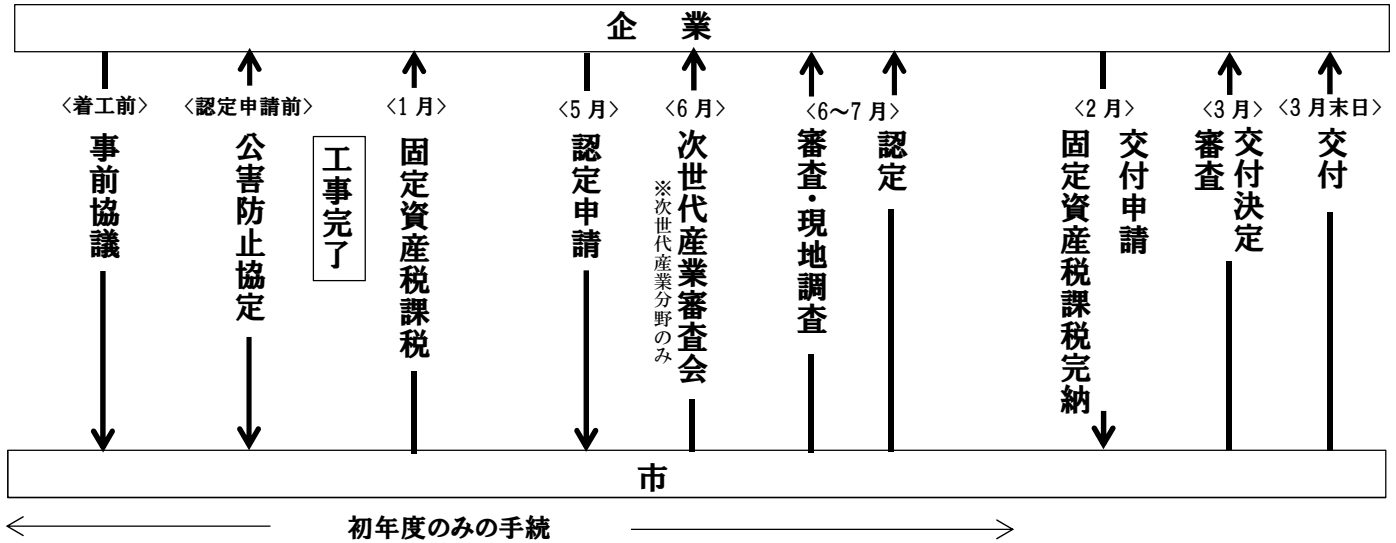 企 業
〈着工前〉
事前協議
〈認定申請前〉
公害防止協定
工事完了
〈1月〉
固定資産税課税
〈5月〉
認定申請
〈6月〉
次世代産業審査会
※次世代産業分野のみ
〈6～7月〉
審査・現地調査
認定
〈2月〉
交付申請
固定資産税課税完納
〈3月〉
交付決定
審査
〈3月末日〉
交付
市
初年度のみの手続